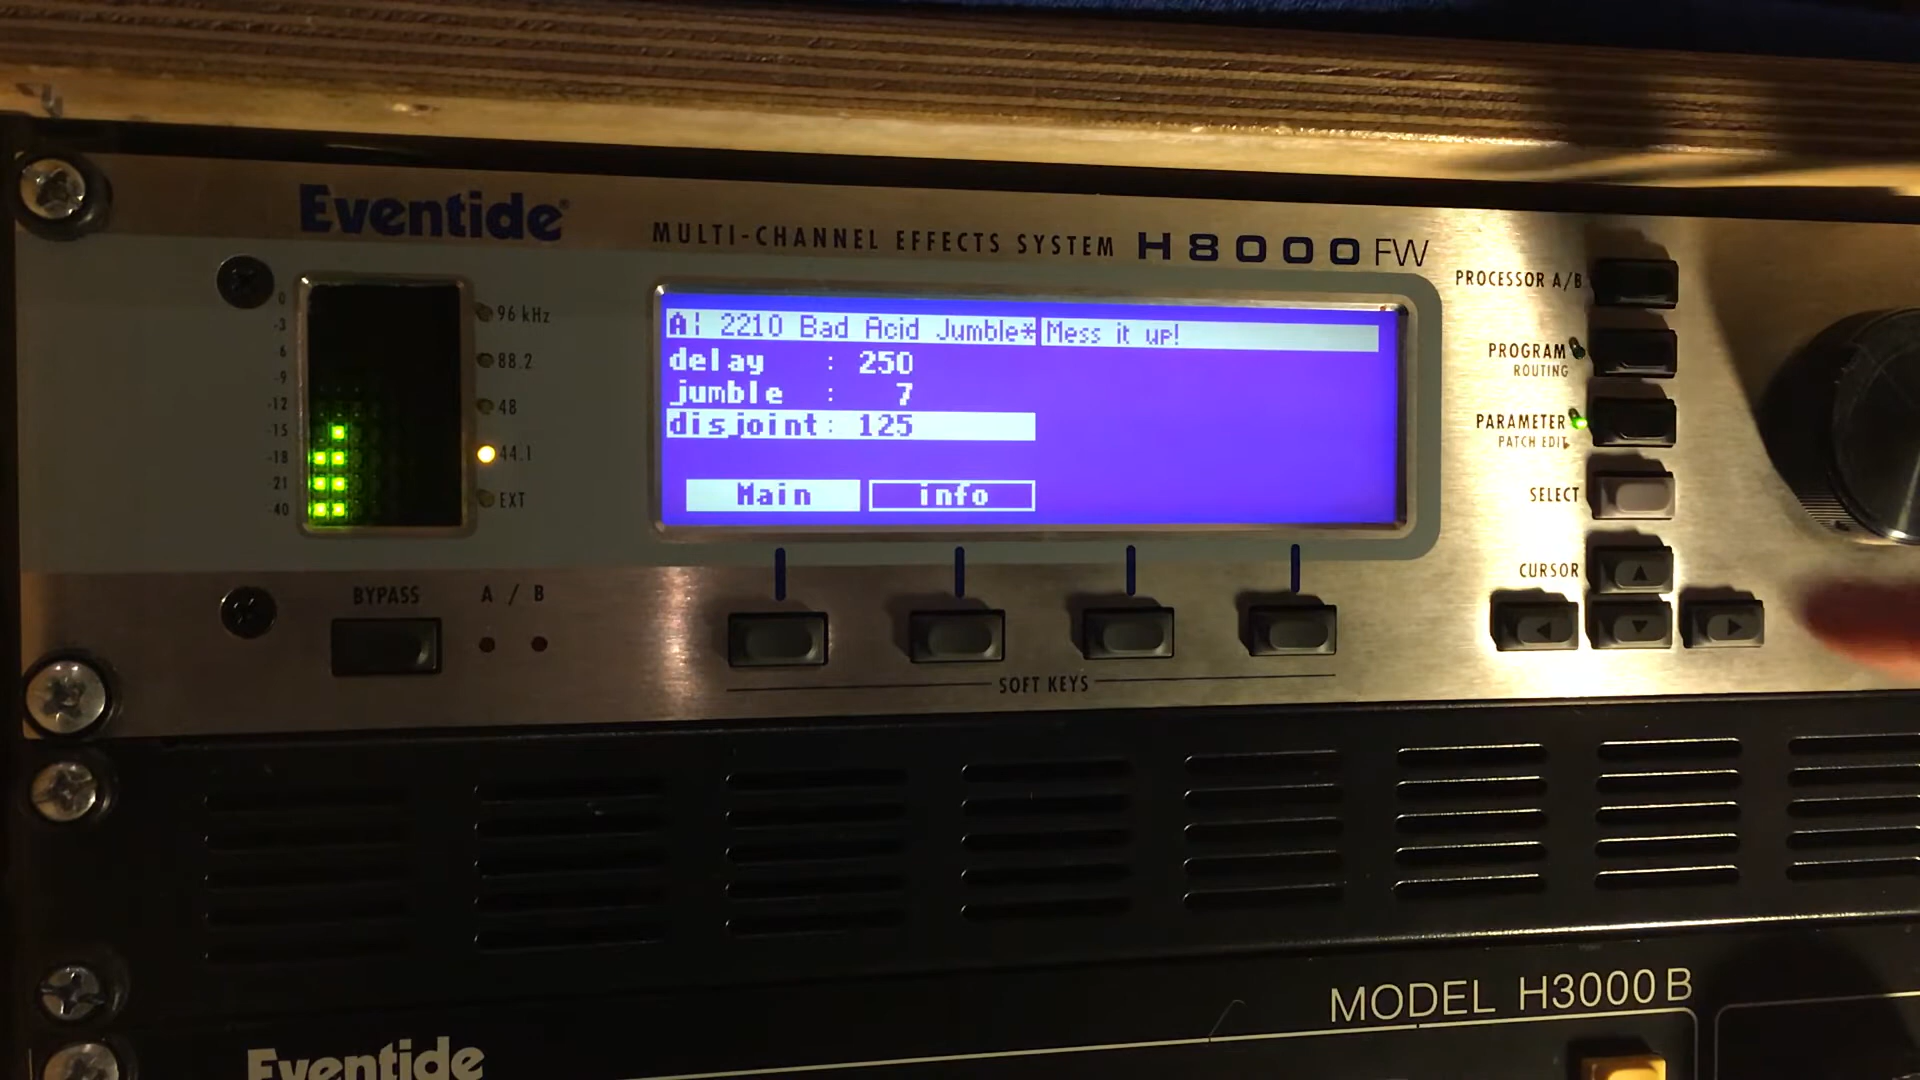 Eventide®
MULTI-CHANNEL EFFECTS SYSTEM H8000FW
0
-3
6
-9
-12
-15
-18
21
-40
96 kHz
88.2
48
44.1
EXT
A¦ 2210 Bad Acid Jumble* Mess it up!
delay : 250
jumble : 7
disjoint: 125
Main info
PROCESSOR A/B
PROGRAM
ROUTING
PARAMETER
PATCH EDIT
SELECT
CURSOR
BYPASS A / B
SOFT KEYS
MODEL H3000B
Eventide